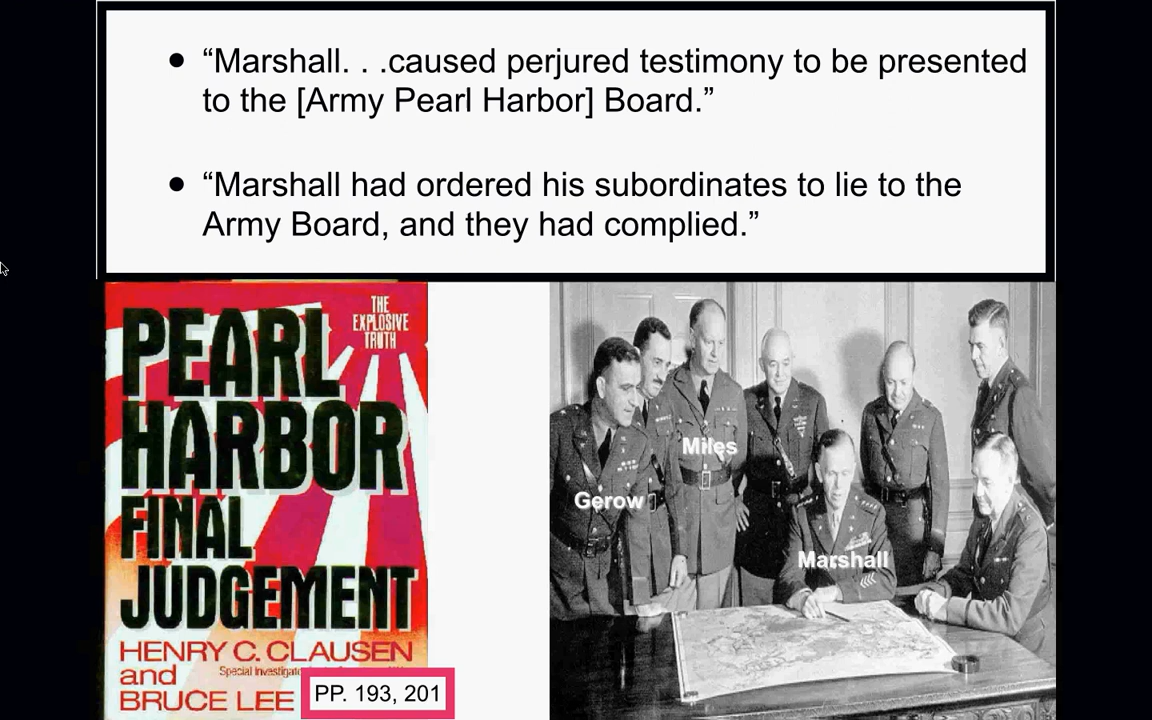 • “Marshall. . .caused perjured testimony to be presented
to the [Army Pearl Harbor] Board.”
• “Marshall had ordered his subordinates to lie to the
Army Board, and they had complied.”
THE
EXPLOSIVE
TRUTH
PEARL
HARBOR
FINAL
JUDGEMENT
HENRY C. CLAUSEN
Special Investigato
and
BRUCE LEE
PP. 193, 201
Miles
Gerow
Marshall